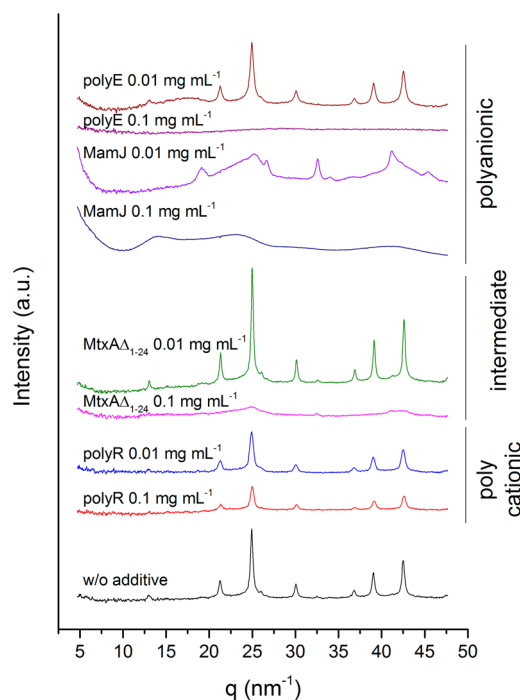 polyE 0.01 mg mL⁻¹
polyE 0.1 mg mL⁻¹
MamJ 0.01 mg mL⁻¹
MamJ 0.1 mg mL⁻¹
MtxAΔ₁₋₂₄ 0.01 mg mL⁻¹
MtxAΔ₁₋₂₄ 0.1 mg mL⁻¹
polyR 0.01 mg mL⁻¹
polyR 0.1 mg mL⁻¹
w/o additive
polyanionic
intermediate
poly
cationic
Intensity (a.u.)
5 10 15 20 25 30 35 40 45 50
q (nm⁻¹)